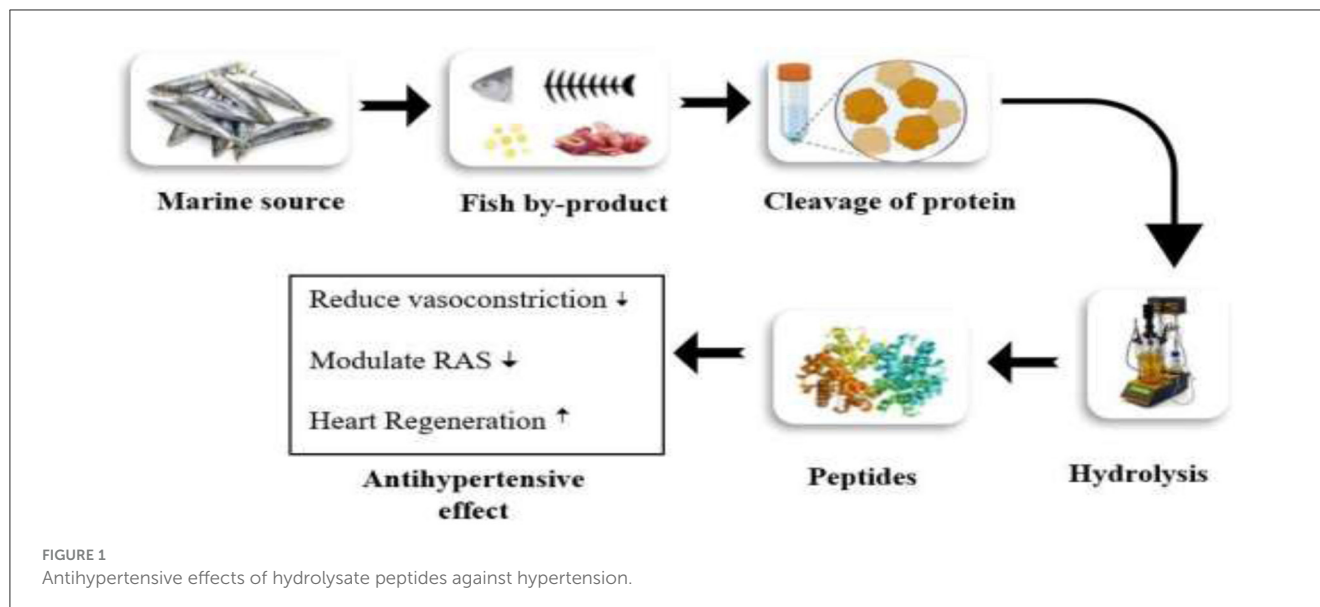 Marine source
Fish by-product
Cleavage of protein
Hydrolysis
Peptides
Reduce vasoconstriction ↓
Modulate RAS ↓
Heart Regeneration ↑
Antihypertensive
effect
FIGURE 1
Antihypertensive effects of hydrolysate peptides against hypertension.